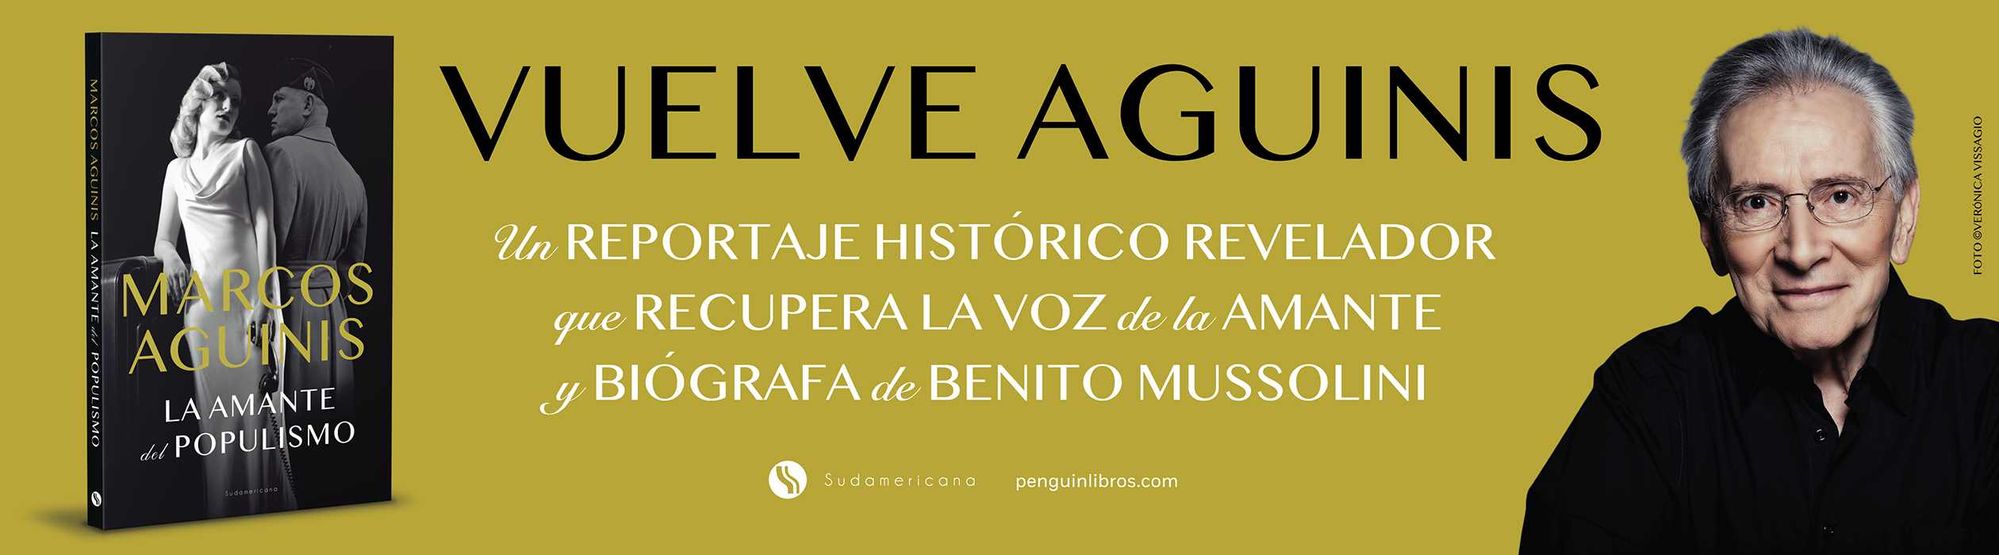 MARCOS AGUINIS LA AMANTE del POPULISMO
MARCOS
AGUINIS
LA AMANTE
del POPULISMO
Sudamericana
VUELVE AGUINIS
Un REPORTAJE HISTÓRICO REVELADOR
que RECUPERA LA VOZ de la AMANTE
y BIÓGRAFA de BENITO MUSSOLINI
Sudamericana
penguinlibros.com
FOTO ©VERÓNICA VISSAGIO